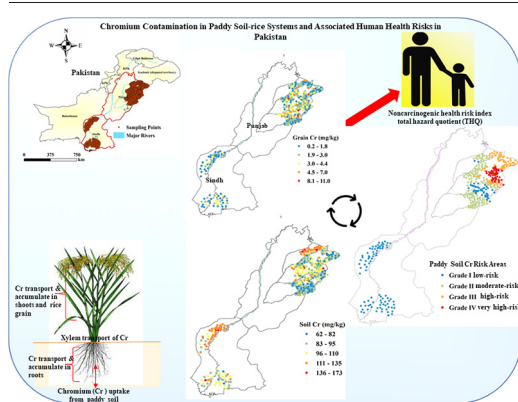 Chromium Contamination in Paddy Soil-rice Systems and Associated Human Health Risks in
Pakistan
N
W
E
S
Pakistan
Sampling Points
Major Rivers
0
375
750
km
Punjab
Sindh
Grain Cr (mg/kg)
0.2 - 1.8
1.9 - 3.0
3.0 - 4.4
4.5 - 7.0
8.1 - 11.0
Noncarcinogenic health risk index
total hazard quotient (THQ)
Paddy Soil Cr Risk Areas
Grade I low-risk
Grade II moderate-risk
Grade III high-risk
Grade IV very high-risk
Cr transport &
accumulate in
shoots and rice
grain
Xylem transport of Cr
Cr transport &
accumulate in
roots
Chromium (Cr ) uptake
from paddy soil
Soil Cr (mg/kg)
62 - 82
83 - 95
96 - 110
111 - 135
136 - 173